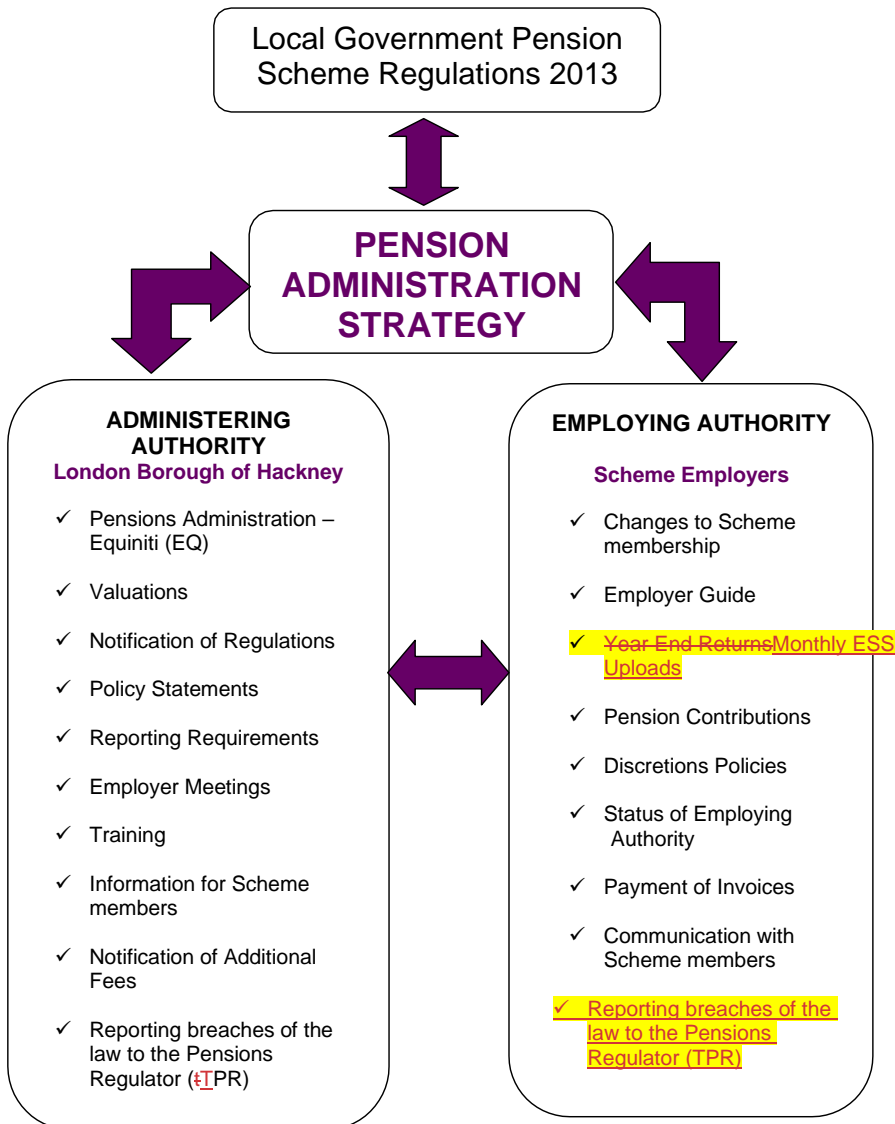 Local Government Pension
Scheme Regulations 2013
PENSION
ADMINISTRATION
STRATEGY
ADMINISTERING
AUTHORITY
London Borough of Hackney
✓ Pensions Administration –
Equiniti (EQ)
✓ Valuations
✓ Notification of Regulations
✓ Policy Statements
✓ Reporting Requirements
✓ Employer Meetings
✓ Training
✓ Information for Scheme
members
✓ Notification of Additional
Fees
✓ Reporting breaches of the
law to the Pensions
Regulator (tTPR)
EMPLOYING AUTHORITY
Scheme Employers
✓ Changes to Scheme
membership
✓ Employer Guide
✓ Year End ReturnsMonthly ESS
Uploads
✓ Pension Contributions
✓ Discretions Policies
✓ Status of Employing
Authority
✓ Payment of Invoices
✓ Communication with
Scheme members
✓ Reporting breaches of the
law to the Pensions
Regulator (TPR)